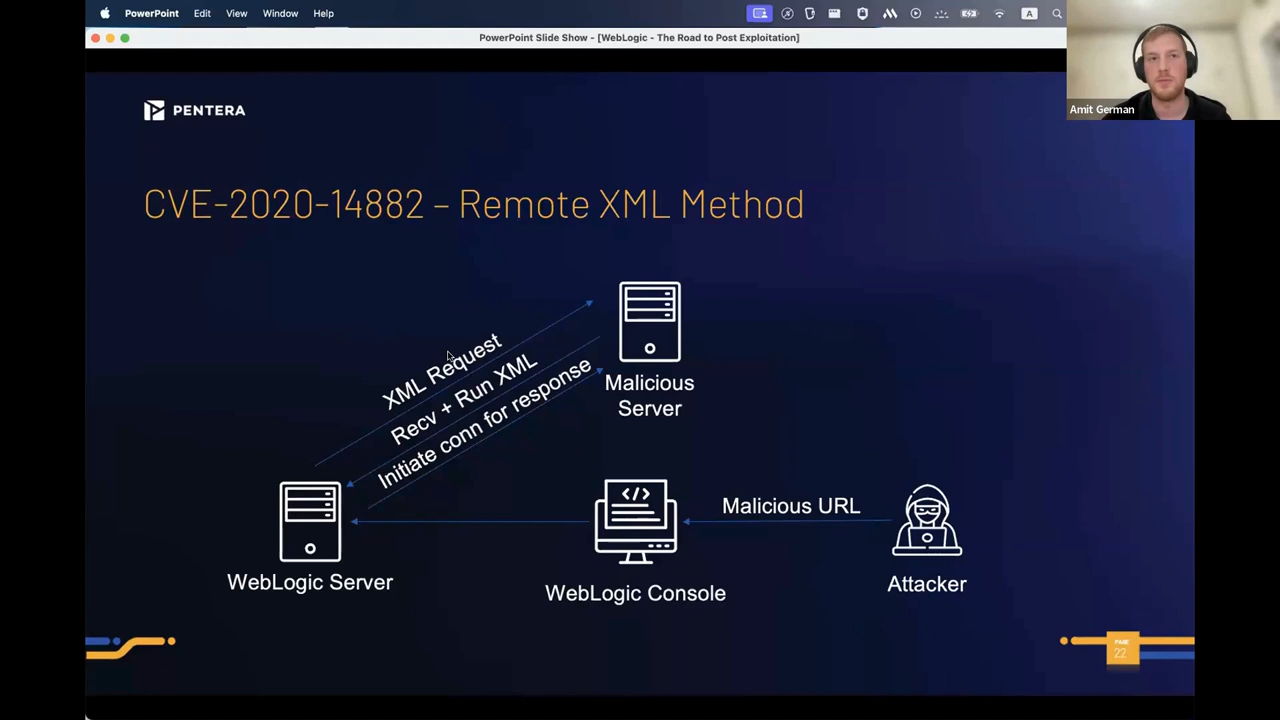 PowerPoint Edit View Window Help
A
PowerPoint Slide Show - [WebLogic - The Road to Post Exploitation]
Amit German
PENTERA
CVE-2020-14882 – Remote XML Method
XML Request
Recv + Run XML
Initiate conn for response
Malicious
Server
Malicious URL
WebLogic Server
WebLogic Console
Attacker
PAGE
22